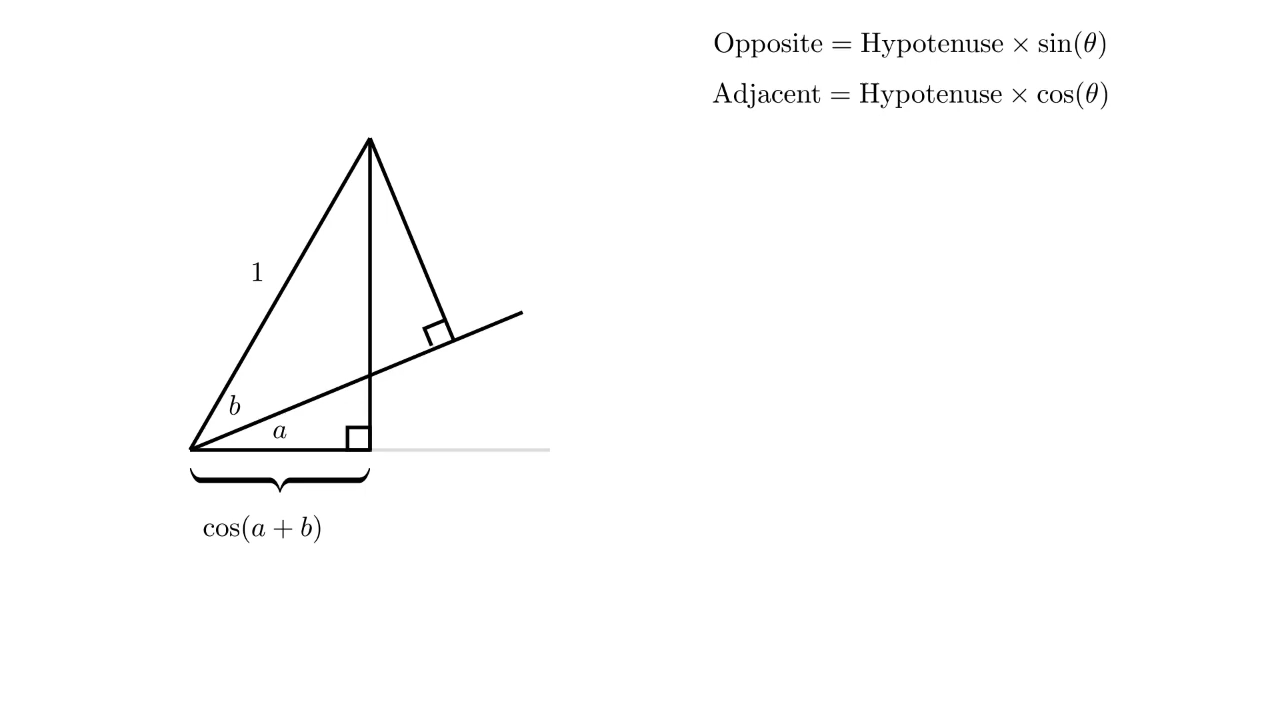 Opposite = Hypotenuse × sin(θ)
Adjacent = Hypotenuse × cos(θ)
1
b
a
cos(a + b)